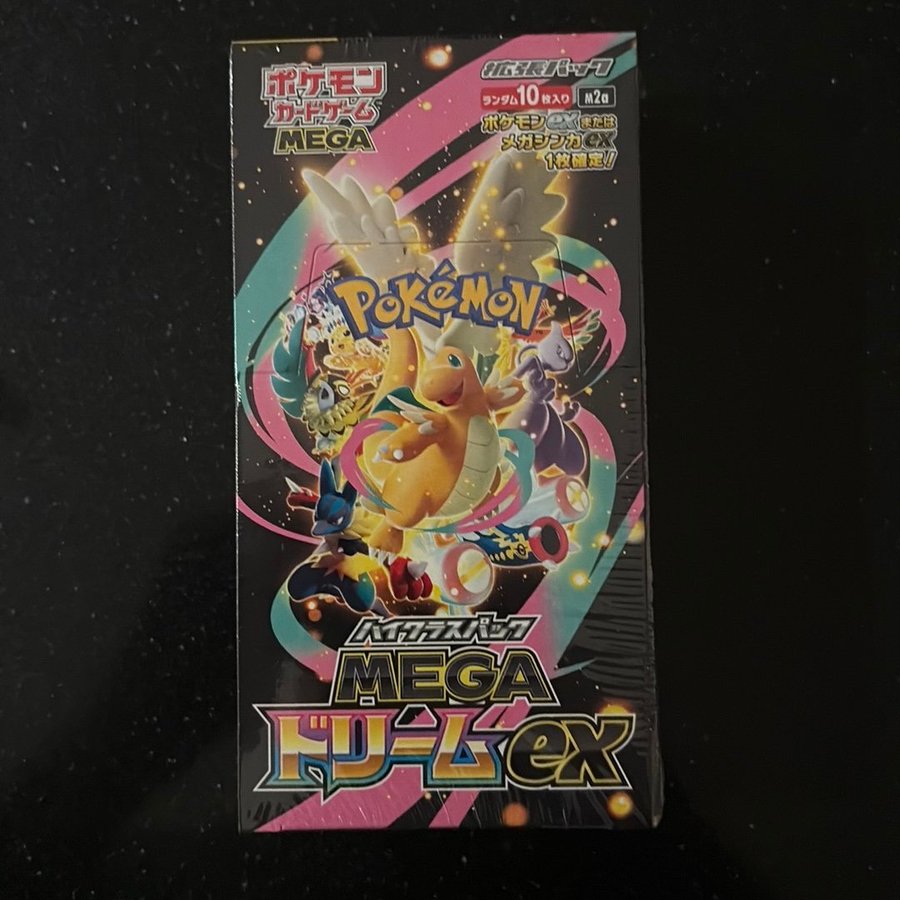 ポケモン
カードゲーム
MEGA
拡張パック
ランダム10枚入り M2a
ポケモンexまたは
メガシンカex
1枚確定!
POKéMON
ハイクラスパック
MEGA
ドリームex